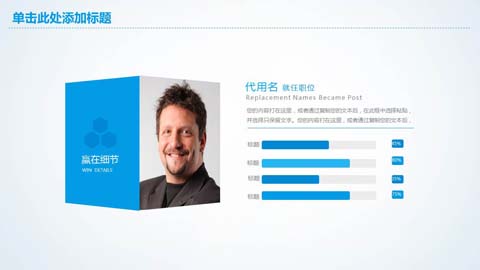 单击此处添加标题
代用名 就任职位
Replacement Names Became Post
您的内容打在这里，或者通过复制您的文本后，在此框中选择粘贴，
并选择只保留文字。您的内容打在这里，或者通过复制您的文本后，
赢在细节
WIN DETAILS
标题 45%
标题 80%
标题 35%
标题 75%